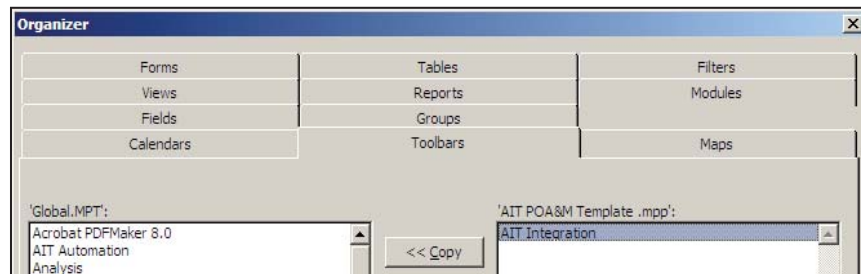 Organizer
Forms Tables Filters
Views Reports Modules
Fields Groups
Calendars Toolbars Maps
'Global.MPT': 'AIT POA&M Template .mpp':
Acrobat PDFMaker 8.0 AIT Integration
AIT Automation << Copy
Analysis